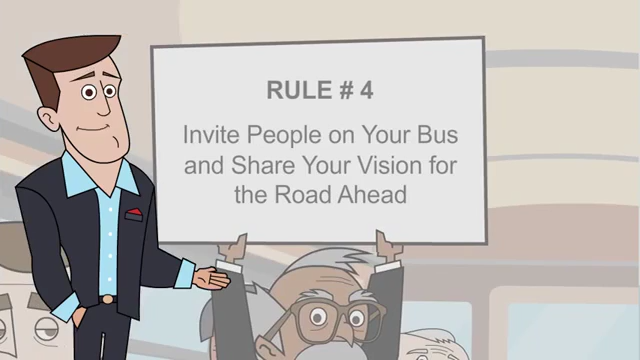 RULE # 4
Invite People on Your Bus
and Share Your Vision for
the Road Ahead